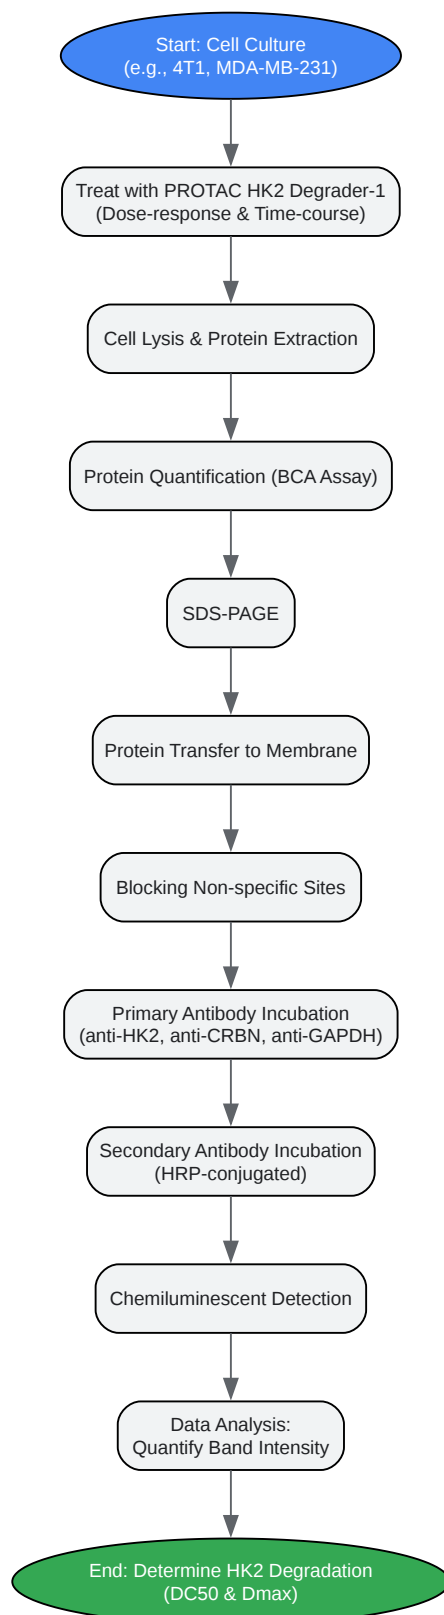 Start: Cell Culture
(e.g., 4T1, MDA-MB-231)
Treat with PROTAC HK2 Degrader-1
(Dose-response & Time-course)
Cell Lysis & Protein Extraction
Protein Quantification (BCA Assay)
SDS-PAGE
Protein Transfer to Membrane
Blocking Non-specific Sites
Primary Antibody Incubation
(anti-HK2, anti-CRBN, anti-GAPDH)
Secondary Antibody Incubation
(HRP-conjugated)
Chemiluminescent Detection
Data Analysis:
Quantify Band Intensity
End: Determine HK2 Degradation
(DC50 & Dmax)